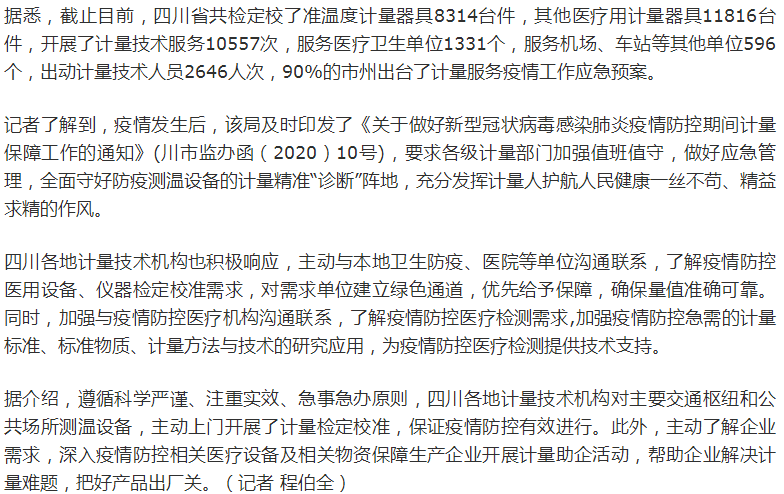 据悉，截止目前，四川省共检定校了准温度计量器具8314台件，其他医疗用计量器具11816台
件，开展了计量技术服务10557次，服务医疗卫生单位1331个，服务机场、车站等其他单位596
个，出动计量技术人员2646人次，90%的市州出台了计量服务疫情工作应急预案。
记者了解到，疫情发生后，该局及时印发了《关于做好新型冠状病毒感染肺炎疫情防控期间计量
保障工作的通知》(川市监办函（2020）10号)，要求各级计量部门加强值班值守，做好应急管
理，全面守好防疫测温设备的计量精准“诊断”阵地，充分发挥计量人护航人民健康一丝不苟、精益
求精的作风。
四川各地计量技术机构也积极响应，主动与本地卫生防疫、医院等单位沟通联系，了解疫情防控
医用设备、仪器检定校准需求，对需求单位建立绿色通道，优先给予保障，确保量值准确可靠。
同时，加强与疫情防控医疗机构沟通联系，了解疫情防控医疗检测需求,加强疫情防控急需的计量
标准、标准物质、计量方法与技术的研究应用，为疫情防控医疗检测提供技术支持。
据介绍，遵循科学严谨、注重实效、急事急办原则，四川各地计量技术机构对主要交通枢纽和公
共场所测温设备，主动上门开展了计量检定校准，保证疫情防控有效进行。此外，主动了解企业
需求，深入疫情防控相关医疗设备及相关物资保障生产企业开展计量助企活动，帮助企业解决计
量难题，把好产品出厂关。（记者 程伯全）